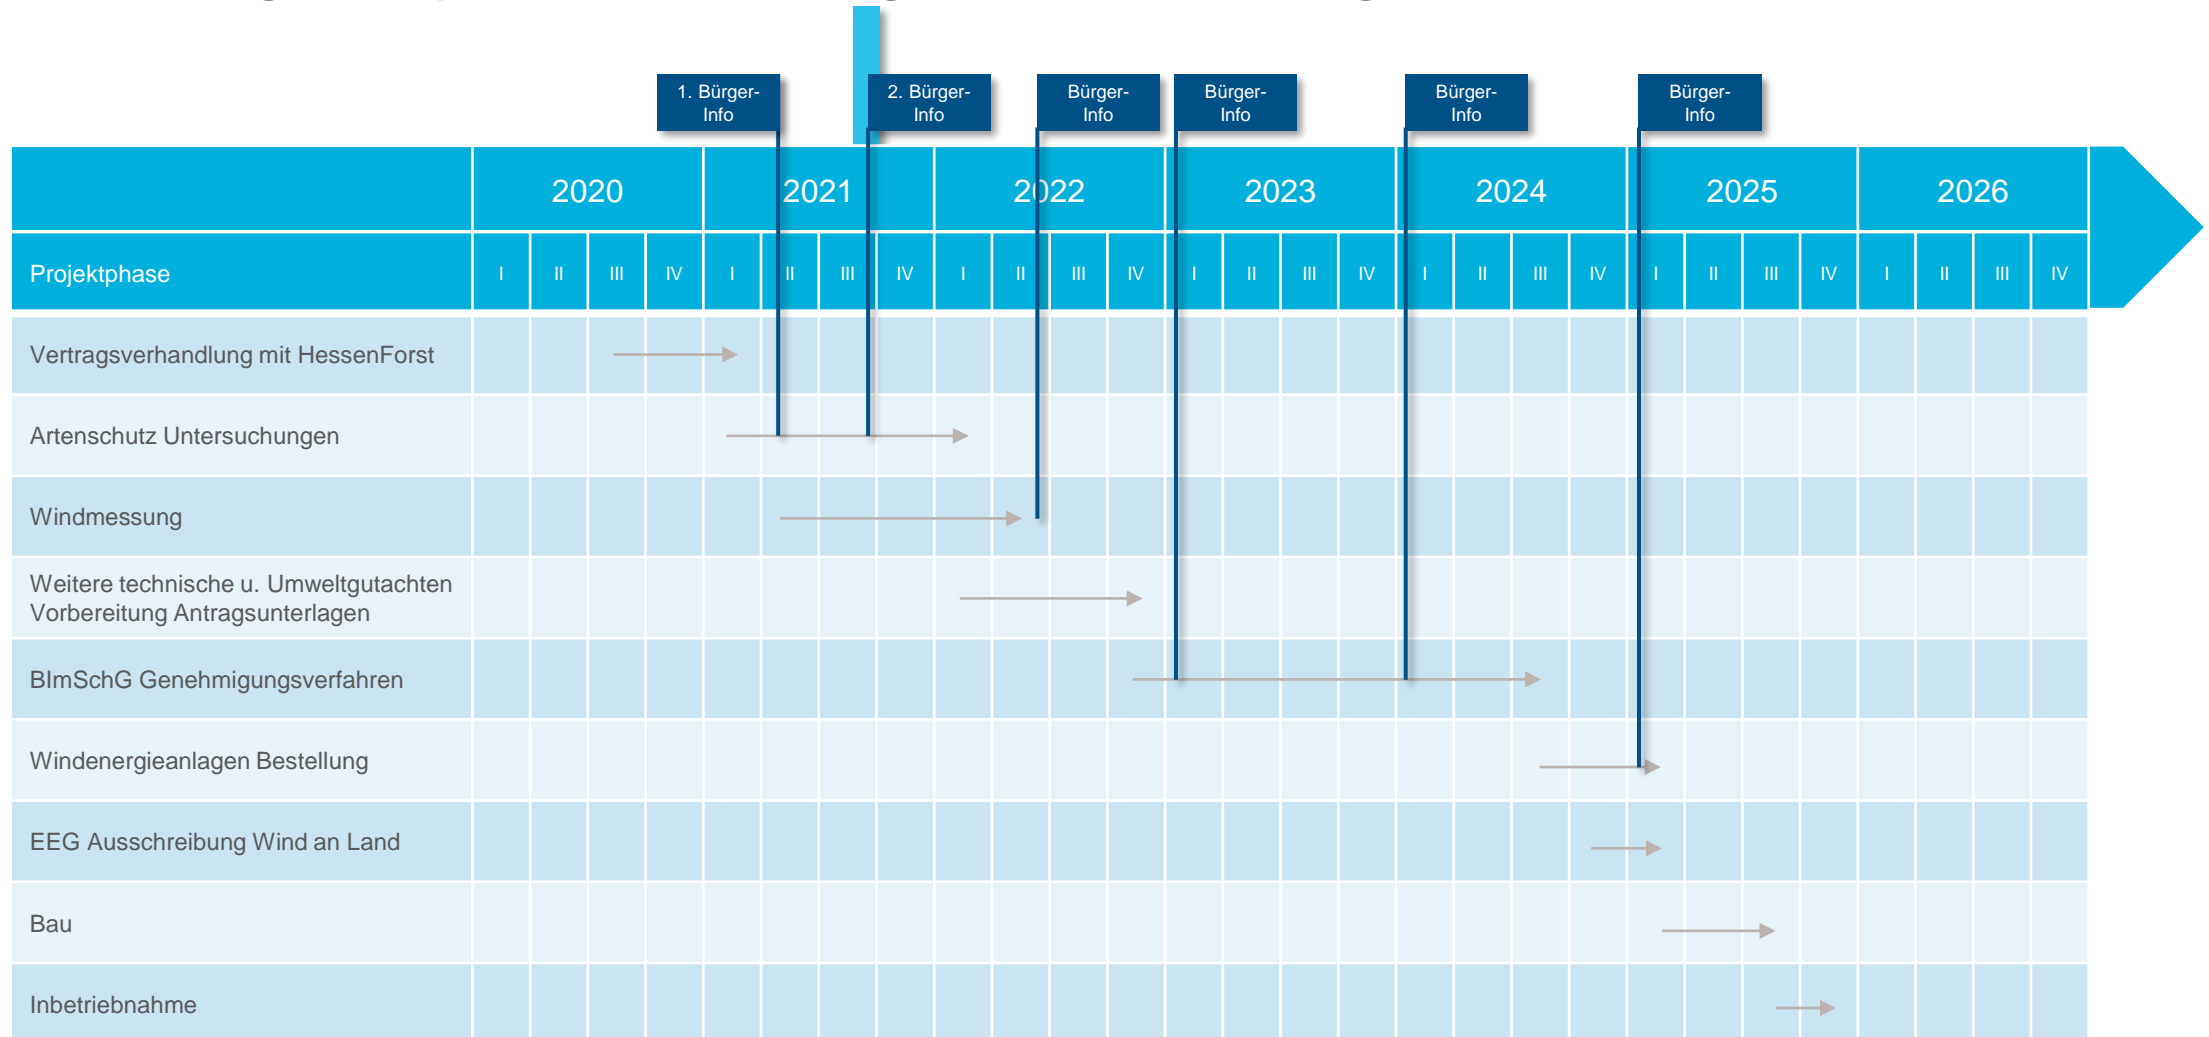 1. Bürger-
Info
2. Bürger-
Info
Bürger-
Info
Bürger-
Info
Bürger-
Info
Bürger-
Info
2020 2021 2022 2023 2024 2025 2026
Projektphase I II III IV I II III IV I II III IV I II III IV I II III IV I II III IV I II III IV
Vertragsverhandlung mit HessenForst
Artenschutz Untersuchungen
Windmessung
Weitere technische u. Umweltgutachten
Vorbereitung Antragsunterlagen
BImSchG Genehmigungsverfahren
Windenergieanlagen Bestellung
EEG Ausschreibung Wind an Land
Bau
Inbetriebnahme